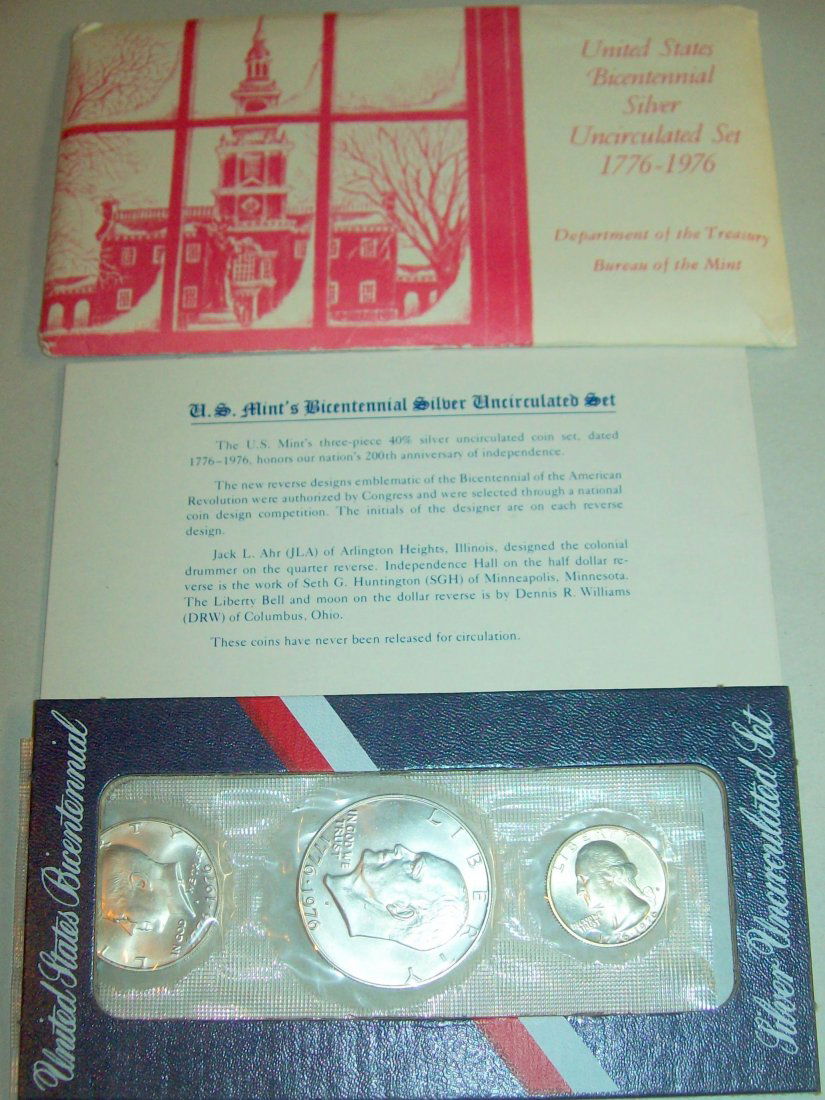 United States
Bicentennial
Silver
Uncirculated Set
1776-1976
Department of the Treasury
Bureau of the Mint
U.S. Mint's Bicentennial Silver Uncirculated Set
The U.S. Mint's three-piece 40% silver uncirculated coin set, dated
1776-1976, honors our nation's 200th anniversary of independence.
The new reverse designs emblematic of the Bicentennial of the American
Revolution were authorized by Congress and were selected through a national
coin design competition. The initials of the designer are on each reverse
design.
Jack L. Ahr (JLA) of Arlington Heights, Illinois, designed the colonial
drummer on the quarter reverse. Independence Hall on the half dollar re-
verse is the work of Seth G. Huntington (SGH) of Minneapolis, Minnesota.
The Liberty Bell and moon on the dollar reverse is by Dennis R. Williams
(DRW) of Columbus, Ohio.
These coins have never been released for circulation.
United States Bicentennial
Silver Uncirculated Set
LIBERTY
IN GOD WE
TRUST
1776-1976
LIBERTY